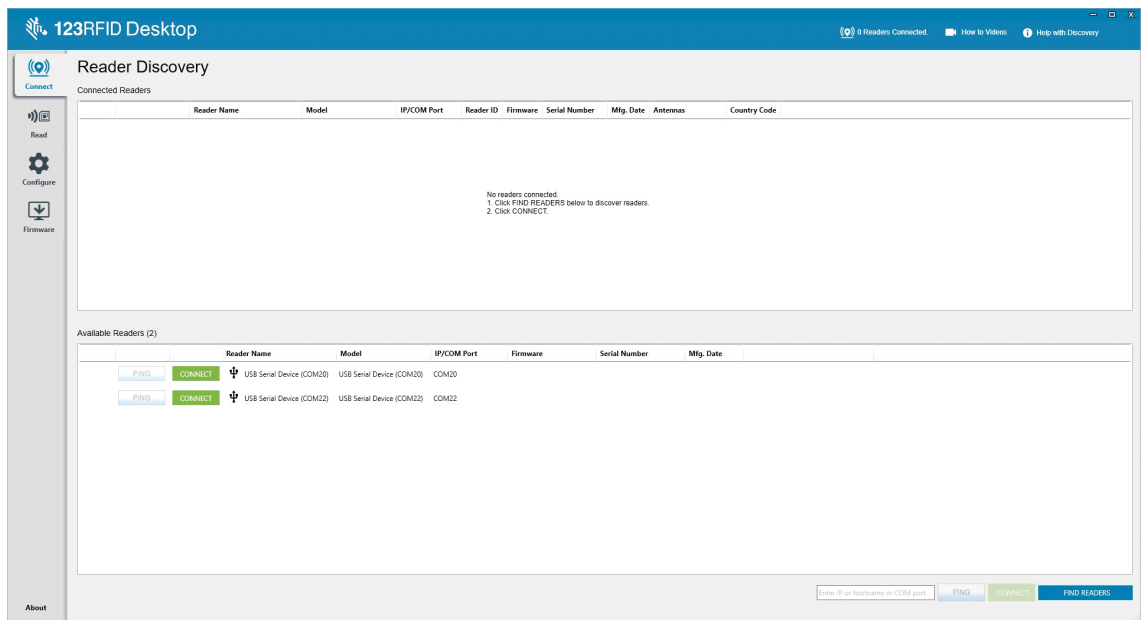 123RFID Desktop
0 Readers Connected.
How to Videos
Help with Discovery
Connect
Read
Configure
Firmware
About
Reader Discovery
Connected Readers
Reader Name Model IP/COM Port Reader ID Firmware Serial Number Mfg. Date Antennas Country Code
No readers connected.
1. Click FIND READERS below to discover readers.
2. Click CONNECT.
Available Readers (2)
Reader Name Model IP/COM Port Firmware Serial Number Mfg. Date
PING CONNECT USB Serial Device (COM20) USB Serial Device (COM20) COM20
PING CONNECT USB Serial Device (COM22) USB Serial Device (COM22) COM22
Enter IP or hostname or COM port PING CONNECT FIND READERS